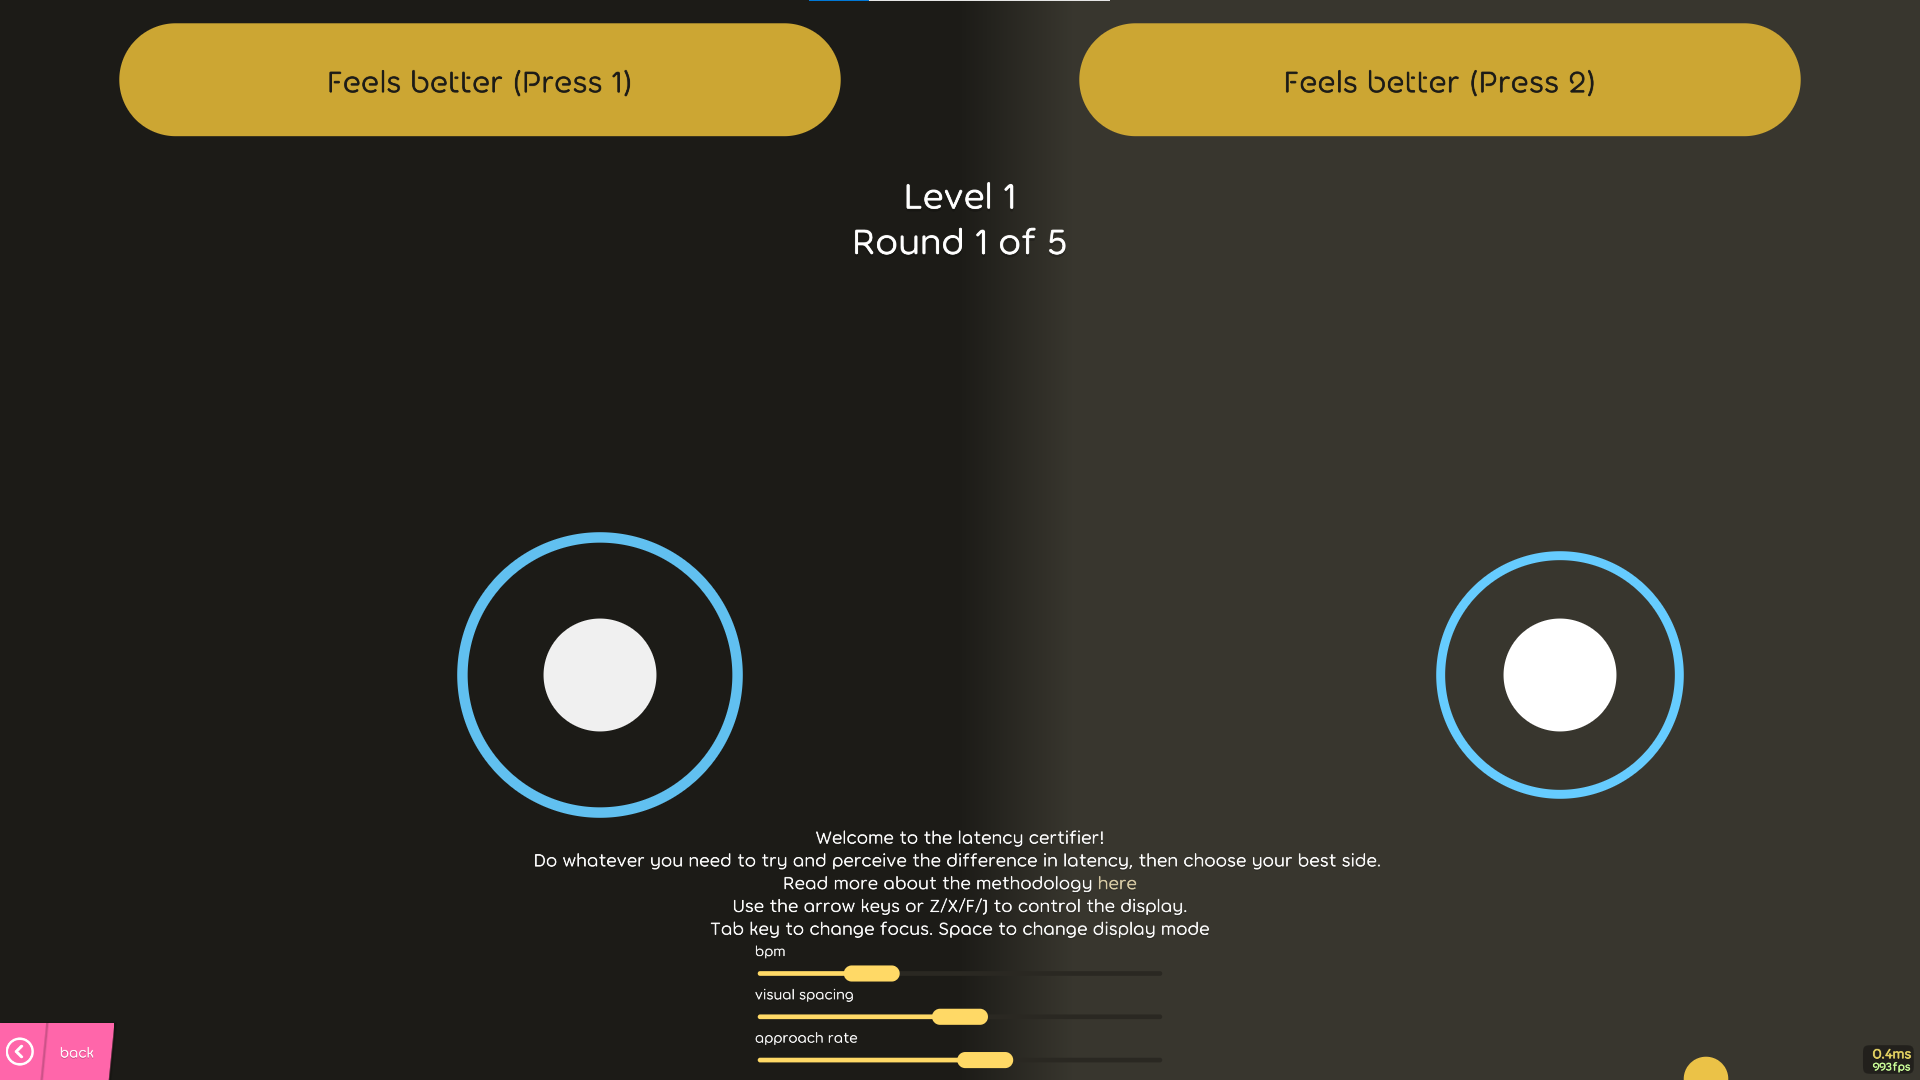 Feels better (Press 1)
Feels better (Press 2)
Level 1
Round 1 of 5
Welcome to the latency certifier!
Do whatever you need to try and perceive the difference in latency, then choose your best side.
Read more about the methodology here
Use the arrow keys or Z/X/F/J to control the display.
Tab key to change focus. Space to change display mode
bpm
visual spacing
approach rate
back
0.4ms
993fps